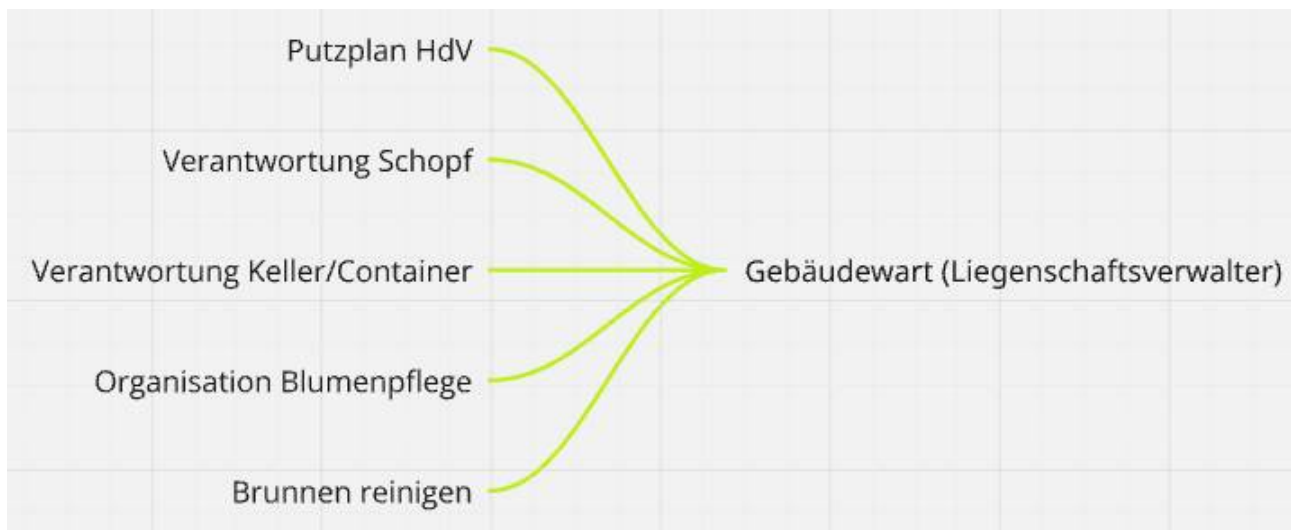 Putzplan HdV
Verantwortung Schopf
Verantwortung Keller/Container
Gebäudewart (Liegenschaftsverwalter)
Organisation Blumenpflege
Brunnen reinigen